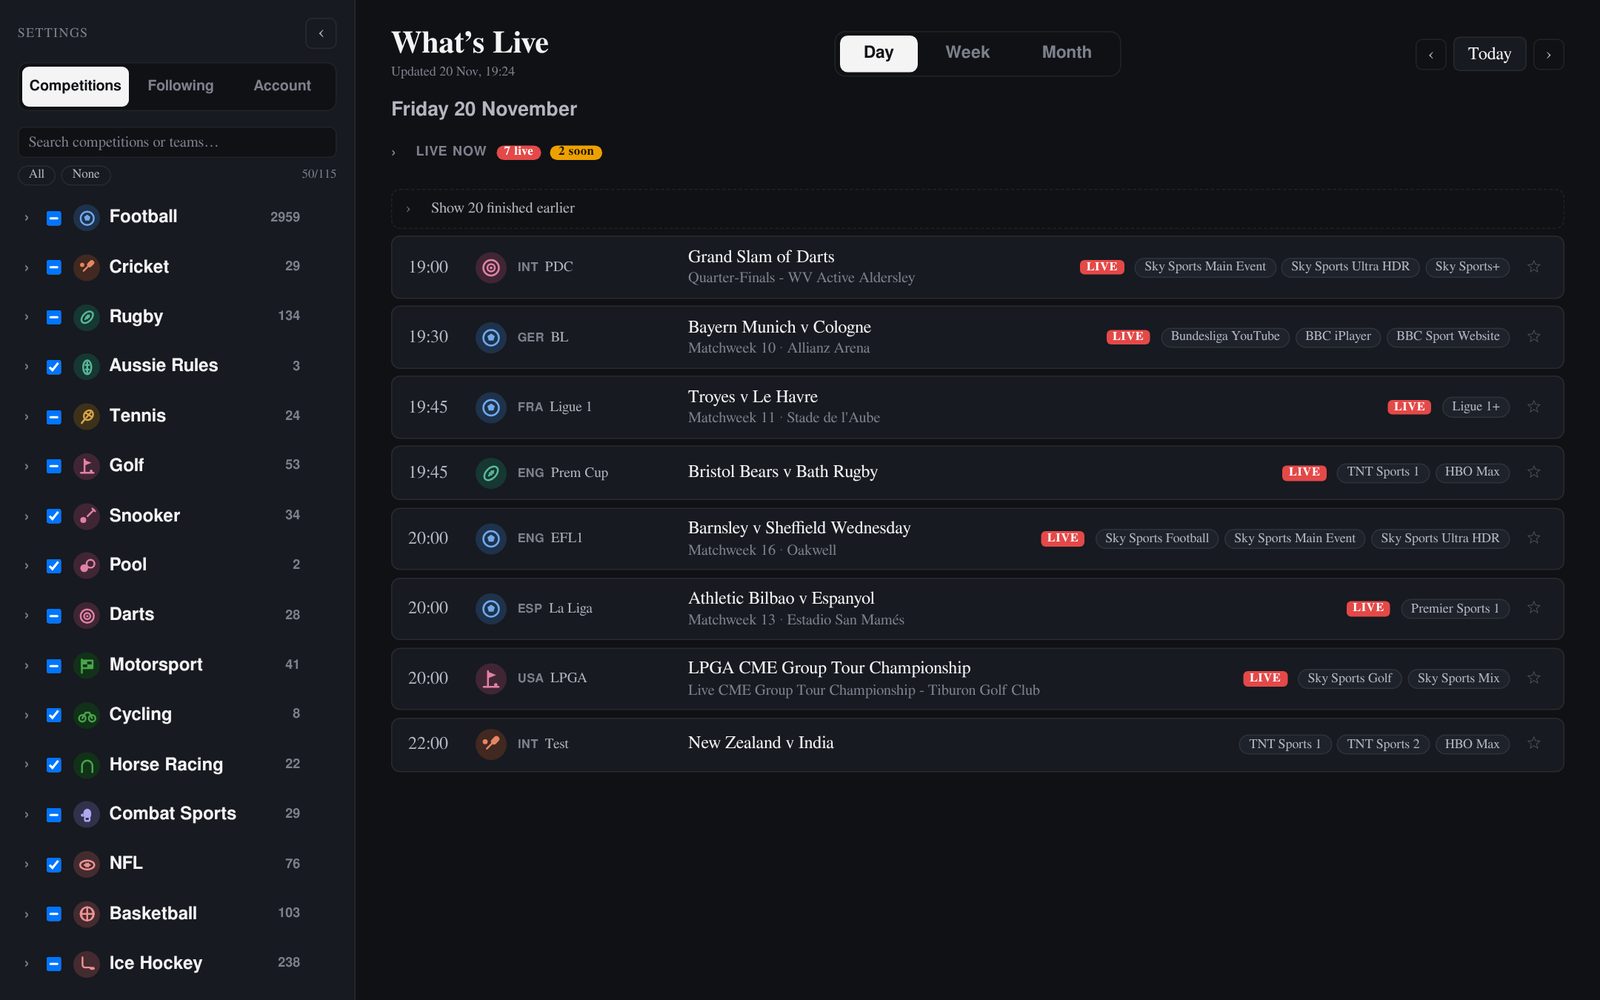 SETTINGS
‹
Competitions Following Account
Search competitions or teams…
All None 50/115
› Football 2959
› Cricket 29
› Rugby 134
› Aussie Rules 3
› Tennis 24
› Golf 53
› Snooker 34
› Pool 2
› Darts 28
› Motorsport 41
› Cycling 8
› Horse Racing 22
› Combat Sports 29
› NFL 76
› Basketball 103
› Ice Hockey 238
What’s Live
Updated 20 Nov, 19:24
Day Week Month
‹ Today ›
Friday 20 November
› LIVE NOW 7 live 2 soon
› Show 20 finished earlier
19:00 INT PDC Grand Slam of Darts LIVE Sky Sports Main Event Sky Sports Ultra HDR Sky Sports+ ☆
Quarter-Finals - WV Active Aldersley
19:30 GER BL Bayern Munich v Cologne LIVE Bundesliga YouTube BBC iPlayer BBC Sport Website ☆
Matchweek 10 · Allianz Arena
19:45 FRA Ligue 1 Troyes v Le Havre LIVE Ligue 1+ ☆
Matchweek 11 · Stade de l'Aube
19:45 ENG Prem Cup Bristol Bears v Bath Rugby LIVE TNT Sports 1 HBO Max ☆
20:00 ENG EFL1 Barnsley v Sheffield Wednesday LIVE Sky Sports Football Sky Sports Main Event Sky Sports Ultra HDR ☆
Matchweek 16 · Oakwell
20:00 ESP La Liga Athletic Bilbao v Espanyol LIVE Premier Sports 1 ☆
Matchweek 13 · Estadio San Mamés
20:00 USA LPGA LPGA CME Group Tour Championship LIVE Sky Sports Golf Sky Sports Mix ☆
Live CME Group Tour Championship - Tiburon Golf Club
22:00 INT Test New Zealand v India TNT Sports 1 TNT Sports 2 HBO Max ☆